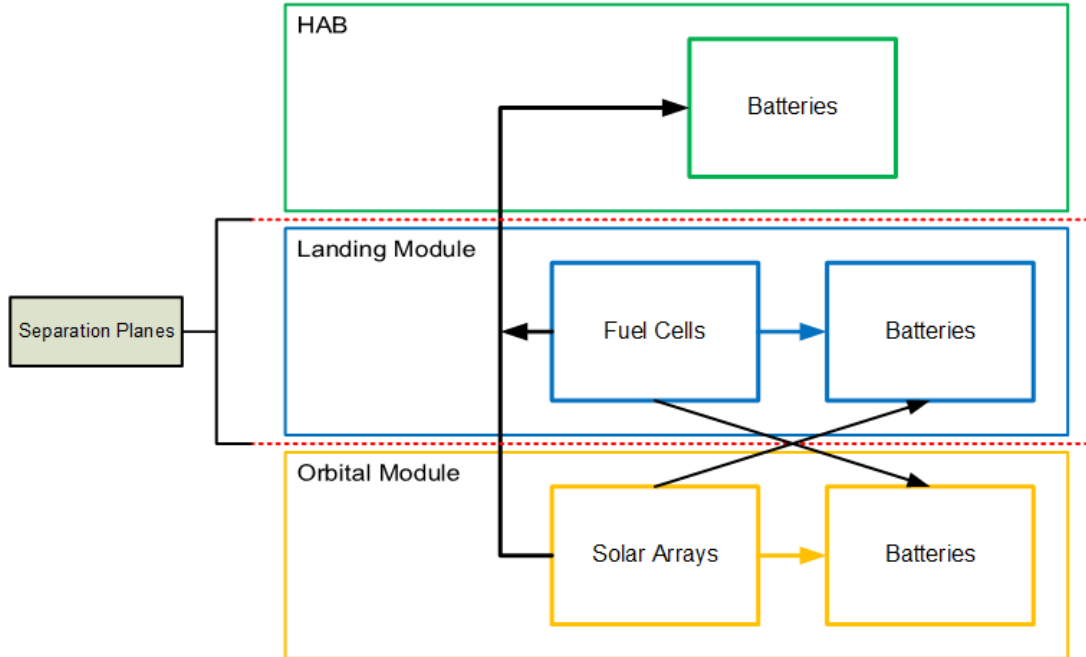 HAB
Batteries
Landing Module
Separation Planes
Fuel Cells
Batteries
Orbital Module
Solar Arrays
Batteries